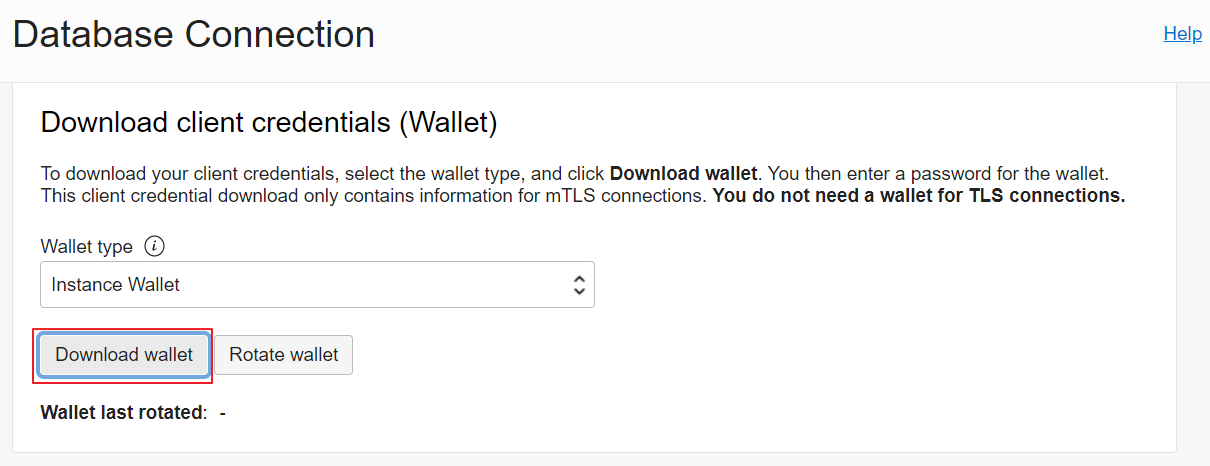 Database Connection
Help
Download client credentials (Wallet)
To download your client credentials, select the wallet type, and click Download wallet. You then enter a password for the wallet.
This client credential download only contains information for mTLS connections. You do not need a wallet for TLS connections.
Wallet type i
Instance Wallet
Download wallet Rotate wallet
Wallet last rotated: -